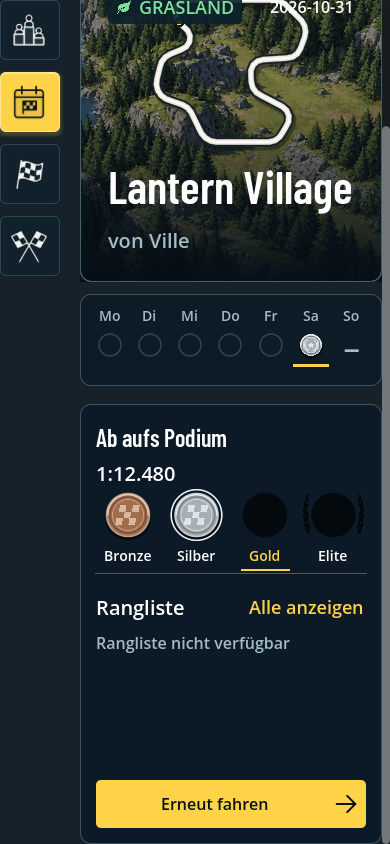 GRASLAND 2026-10-31
Lantern Village
von Ville
Mo Di Mi Do Fr Sa So
Ab aufs Podium
1:12.480
Bronze Silber Gold Elite
Rangliste Alle anzeigen
Rangliste nicht verfügbar
Erneut fahren